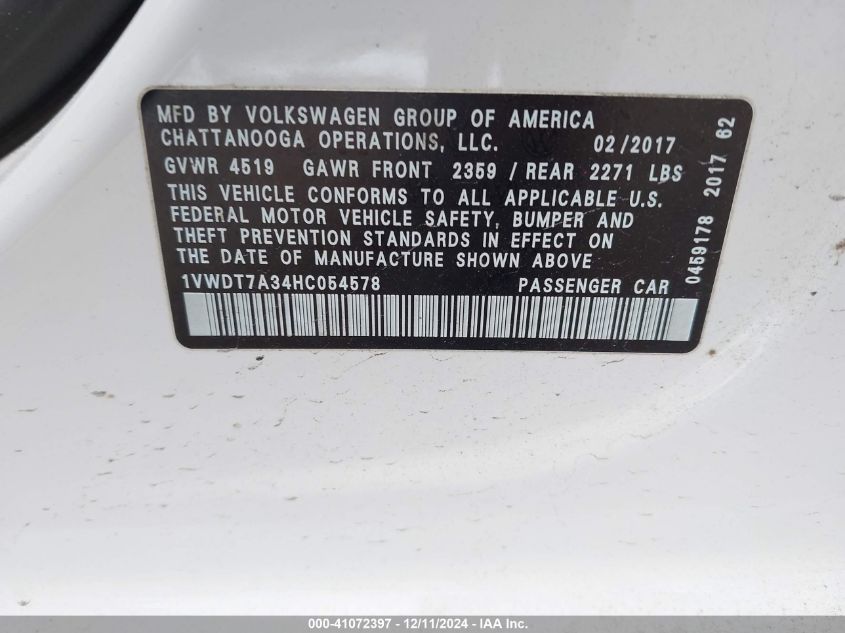 MFD BY VOLKSWAGEN GROUP OF AMERICA
CHATTANOOGA OPERATIONS, LLC. 02/2017
GVWR 4519 GAWR FRONT 2359 / REAR 2271 LBS
THIS VEHICLE CONFORMS TO ALL APPLICABLE U.S.
FEDERAL MOTOR VEHICLE SAFETY, BUMPER AND
THEFT PREVENTION STANDARDS IN EFFECT ON
THE DATE OF MANUFACTURE SHOWN ABOVE
1VWDT7A34HC054578 PASSENGER CAR
0459178 2017 62
000-41072397 - 12/11/2024 - IAA Inc.